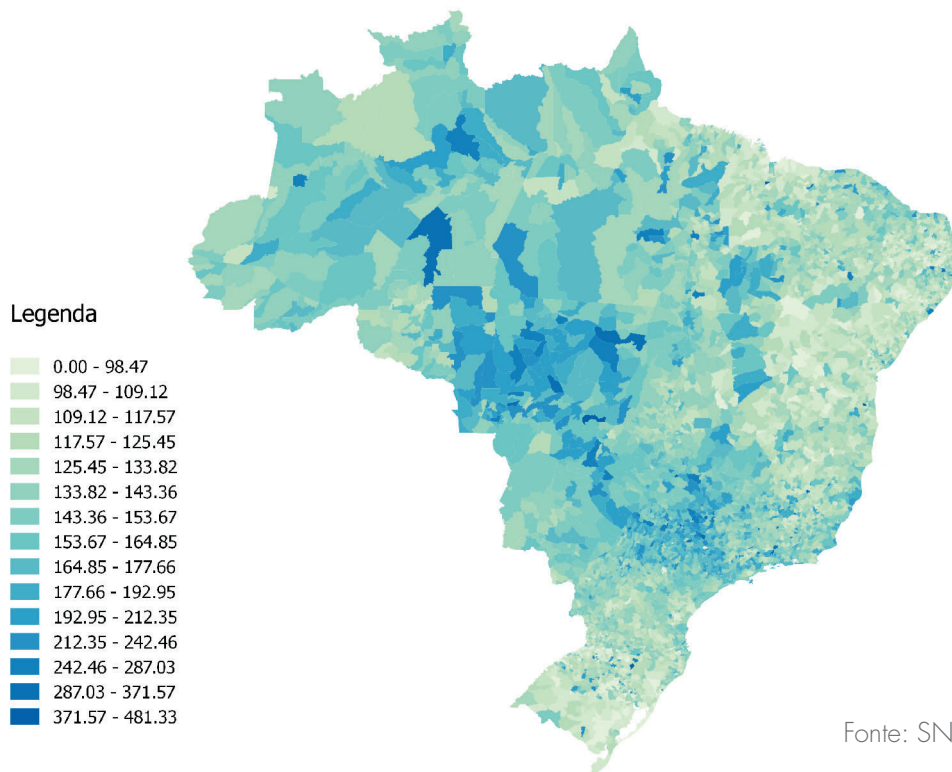 Legenda
0.00 - 98.47
98.47 - 109.12
109.12 - 117.57
117.57 - 125.45
125.45 - 133.82
133.82 - 143.36
143.36 - 153.67
153.67 - 164.85
164.85 - 177.66
177.66 - 192.95
192.95 - 212.35
212.35 - 242.46
242.46 - 287.03
287.03 - 371.57
371.57 - 481.33
Fonte: SN